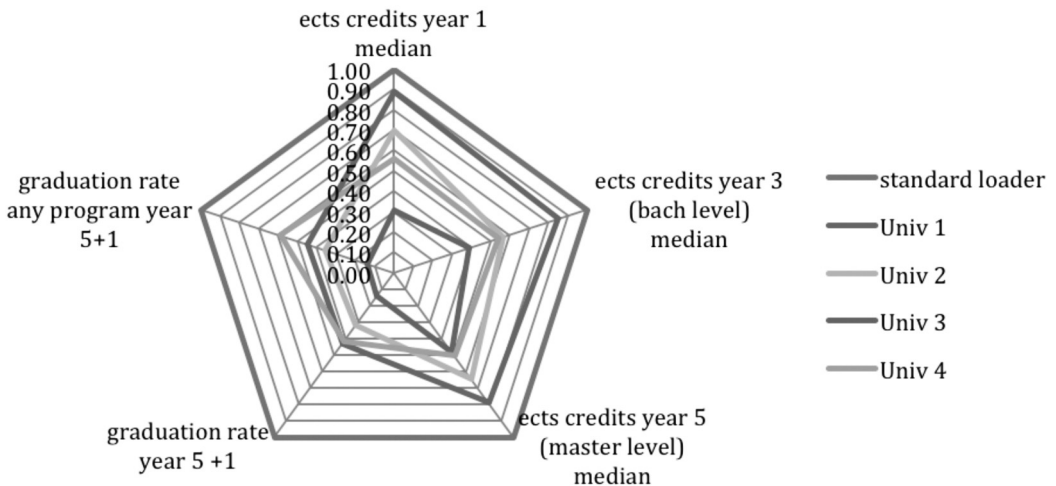 ects credits year 1
median
1.00
0.90
0.80
0.70
0.60
0.50
0.40
0.30
0.20
0.10
0.00
ects credits year 3
(bach level)
median
ects credits year 5
(master level)
median
graduation rate
year 5 +1
graduation rate
any program year
5+1
standard loader
Univ 1
Univ 2
Univ 3
Univ 4